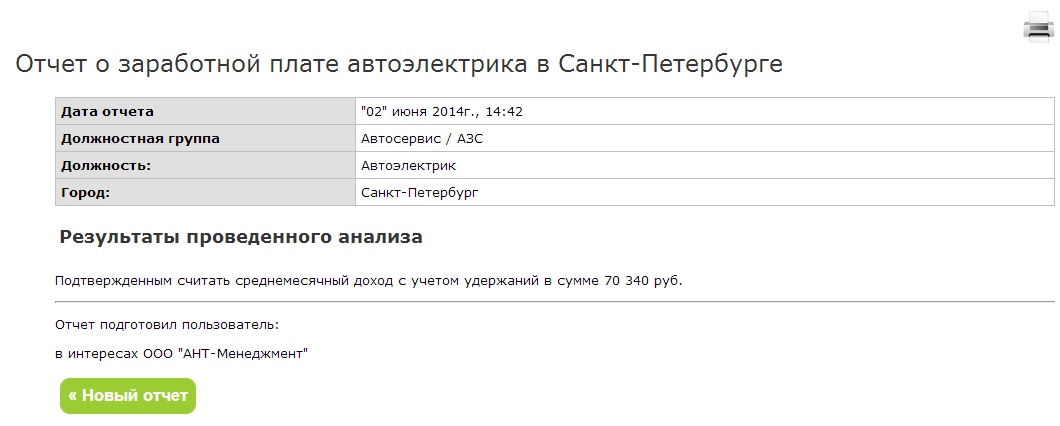 Отчет о заработной плате автоэлектрика в Санкт-Петербурге
Дата отчета "02" июня 2014г., 14:42
Должностная группа Автосервис / АЗС
Должность: Автоэлектрик
Город: Санкт-Петербург
Результаты проведенного анализа
Подтвержденным считать среднемесячный доход с учетом удержаний в сумме 70 340 руб.
Отчет подготовил пользователь:
в интересах ООО "АНТ-Менеджмент"
« Новый отчет